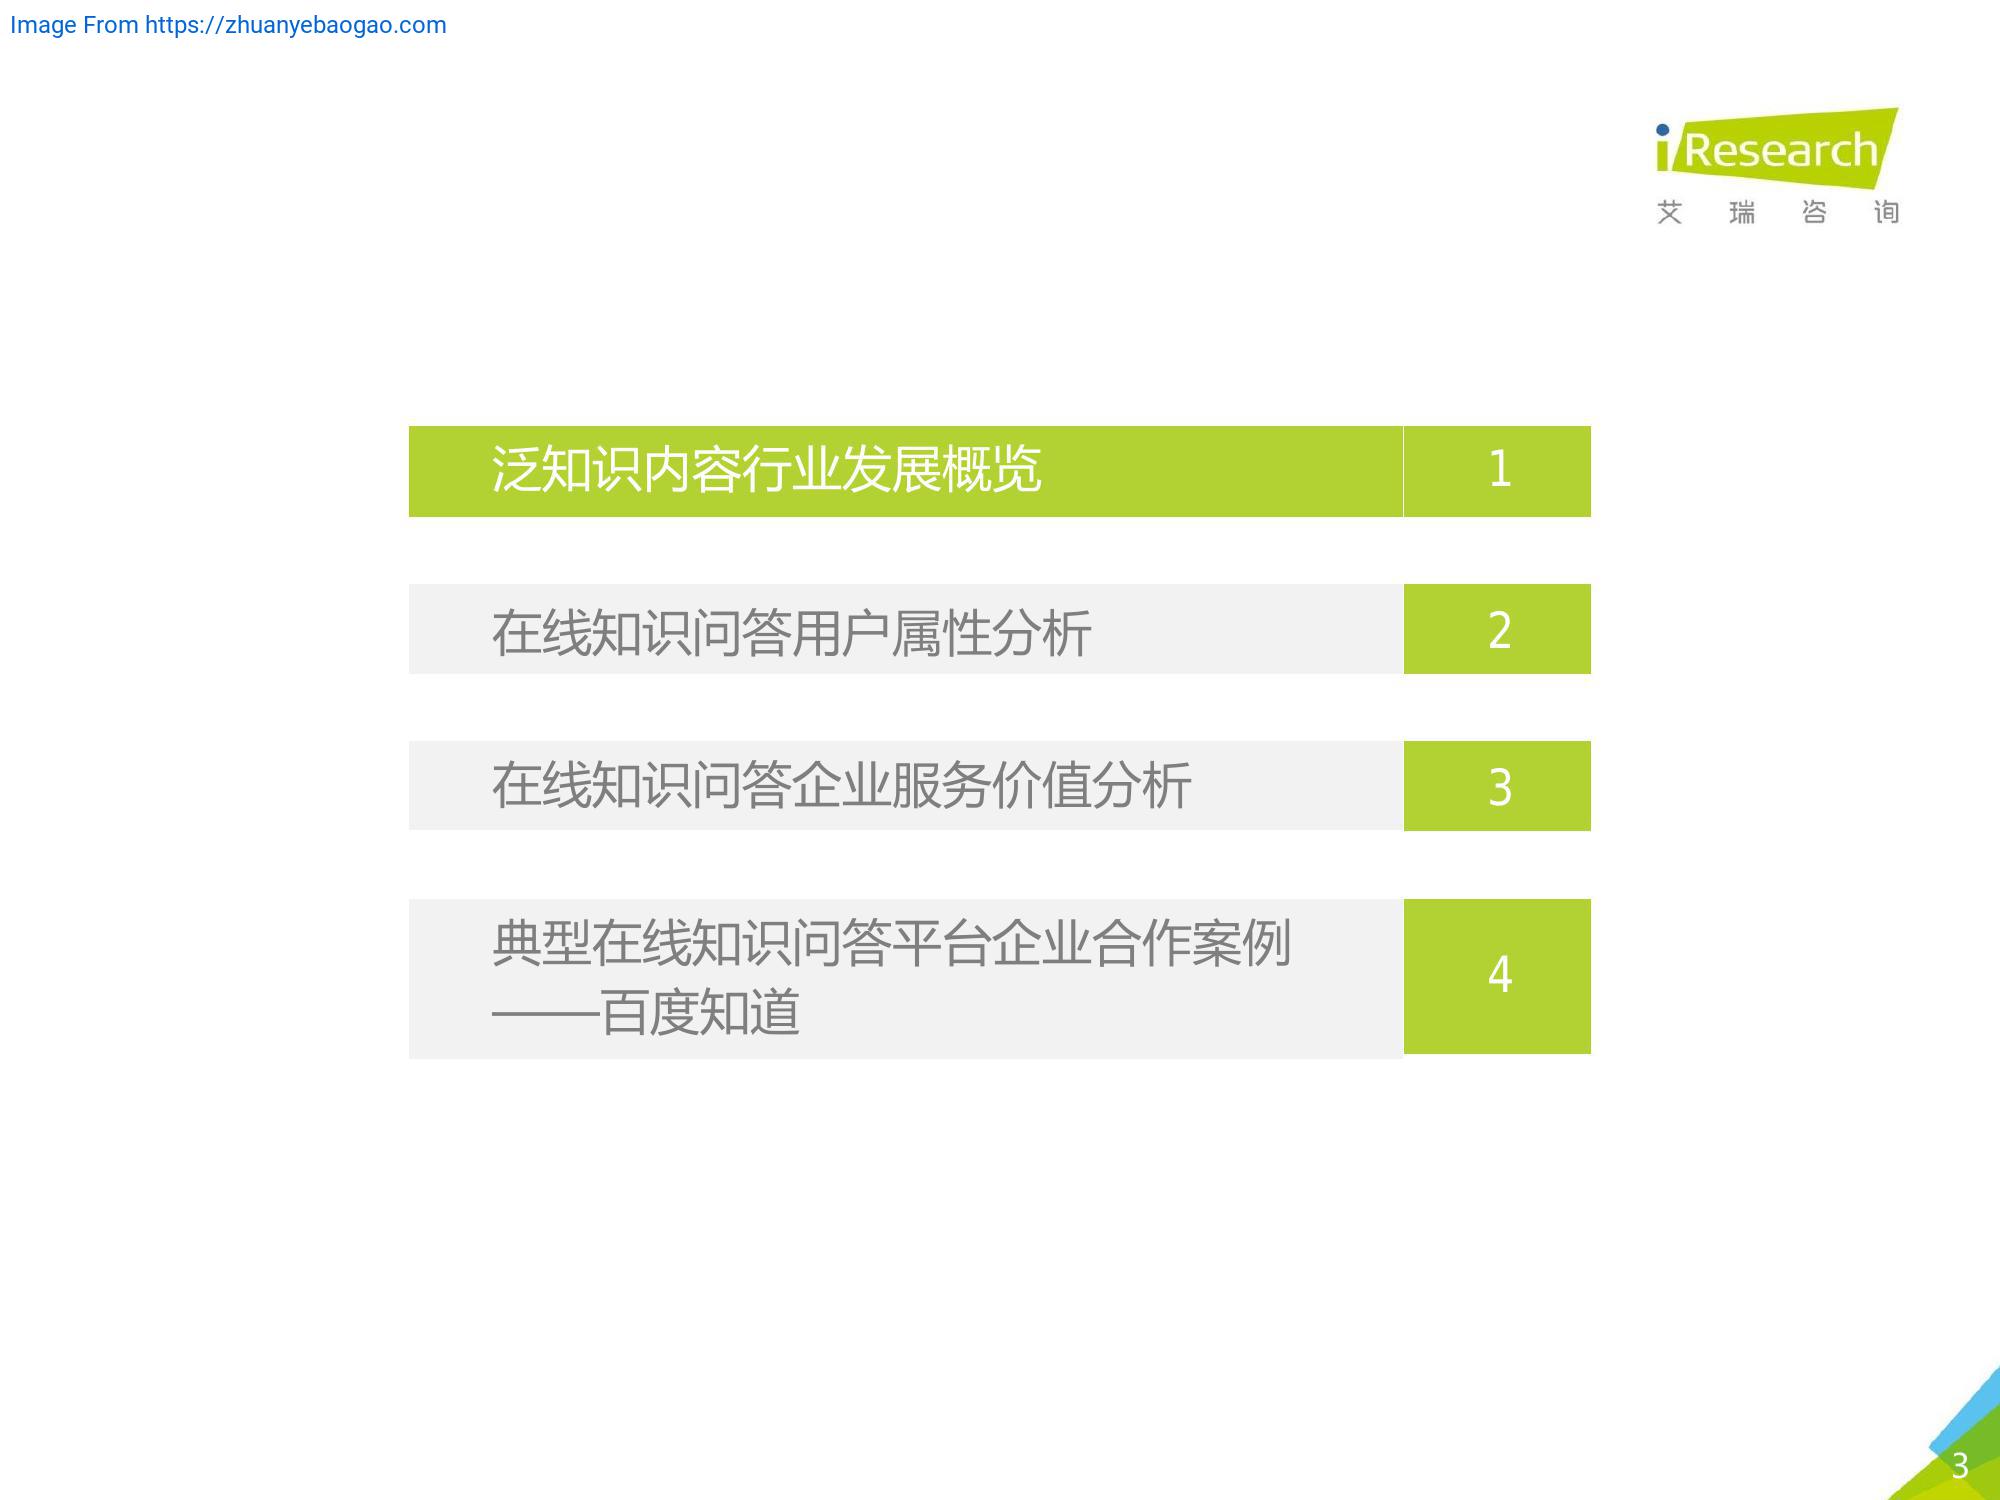 Image From https://zhuanyebaogao.com
iResearch
艾瑞咨询
泛知识内容行业发展概览 1
在线知识问答用户属性分析 2
在线知识问答企业服务价值分析 3
典型在线知识问答平台企业合作案例
——百度知道
4
3